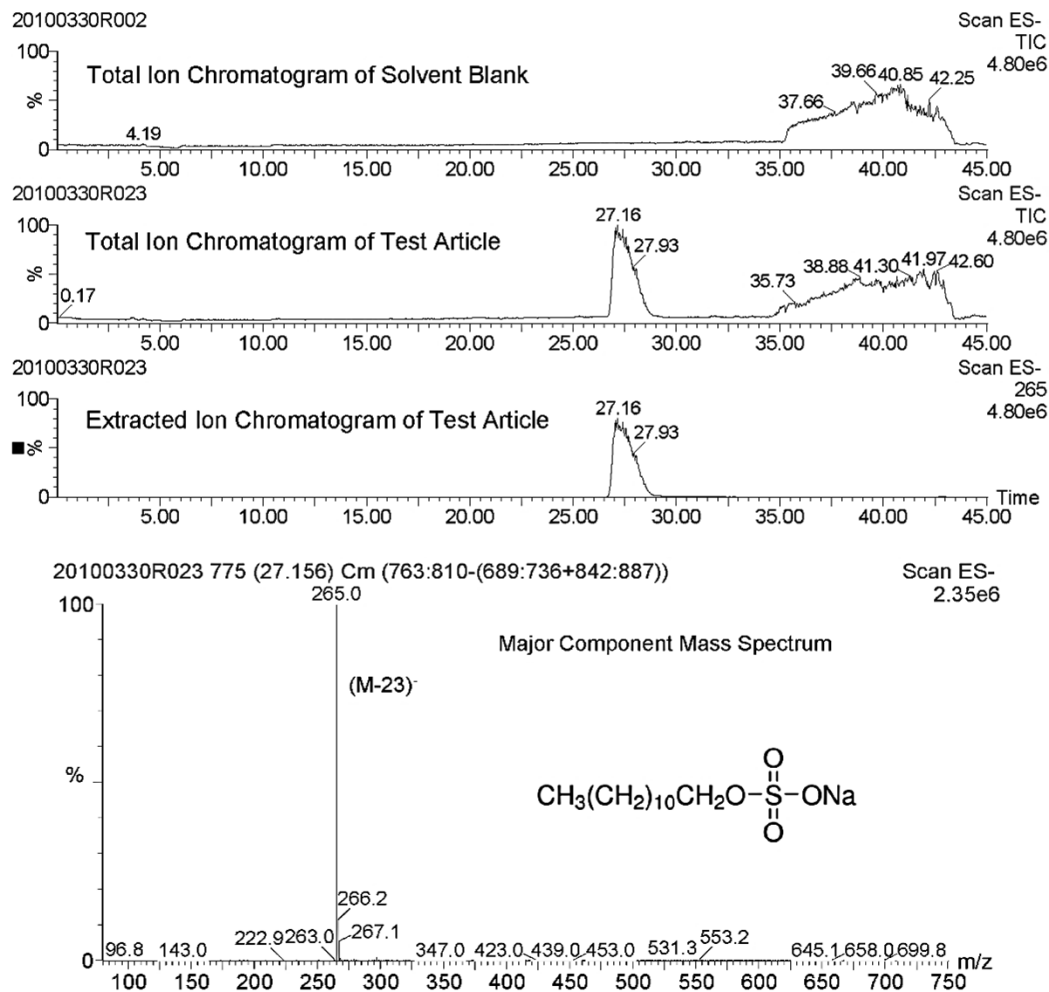 20100330R002
Scan ES-
TIC
4.80e6
100
Total Ion Chromatogram of Solvent Blank
%
4.19
37.66
39.66
40.85
42.25
0
5.00 10.00 15.00 20.00 25.00 30.00 35.00 40.00 45.00
20100330R023
Scan ES-
TIC
4.80e6
100
Total Ion Chromatogram of Test Article
%
0.17
27.16
27.93
35.73
38.88
41.30
41.97
42.60
0
5.00 10.00 15.00 20.00 25.00 30.00 35.00 40.00 45.00
20100330R023
Scan ES-
265
4.80e6
100
Extracted Ion Chromatogram of Test Article
%
27.16
27.93
0
Time
5.00 10.00 15.00 20.00 25.00 30.00 35.00 40.00 45.00
20100330R023 775 (27.156) Cm (763:810-(689:736+842:887))
Scan ES-
2.35e6
100
265.0
Major Component Mass Spectrum
(M-23)⁻
%
O
CH₃(CH₂)₁₀CH₂O–S–ONa
O
266.2
267.1
96.8 143.0 222.9 263.0 347.0 423.0 439.0 453.0 531.3 553.2 645.1 658.0 699.8
0
m/z
100 150 200 250 300 350 400 450 500 550 600 650 700 750